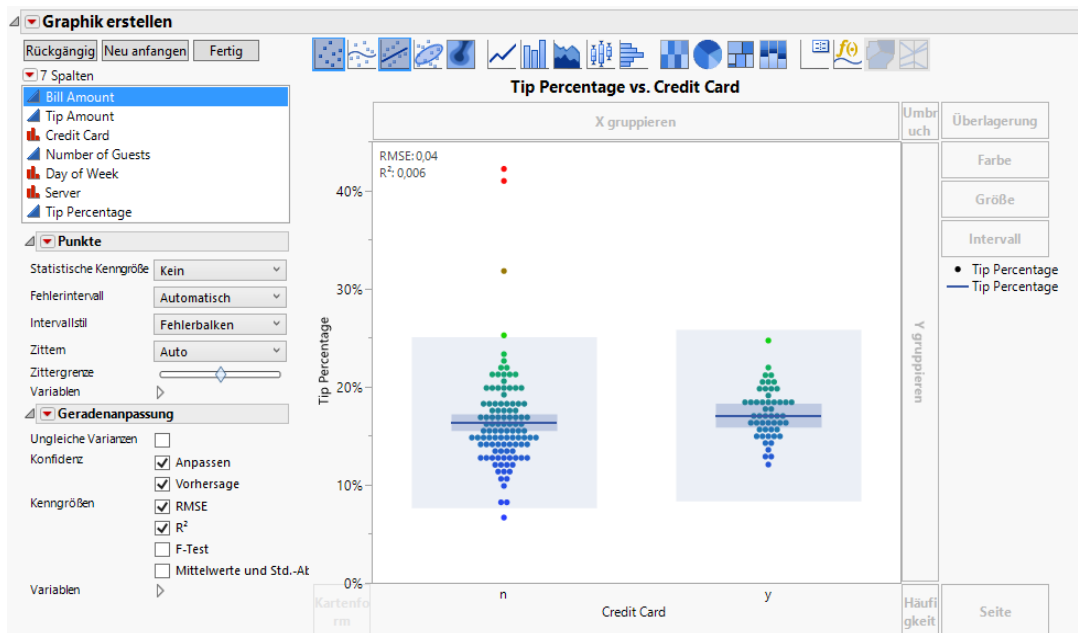 Graphik erstellen
Rückgängig
Neu anfangen
Fertig
7 Spalten
Bill Amount
Tip Amount
Credit Card
Number of Guests
Day of Week
Server
Tip Percentage
Punkte
Statistische Kenngröße
Kein
Fehlerintervall
Automatisch
Intervallstil
Fehlerbalken
Zittern
Auto
Zittergrenze
Variablen
Geradenanpassung
Ungleiche Varianzen
Konfidenz
Anpassen
Vorhersage
Kenngrößen
RMSE
R²
F-Test
Mittelwerte und Std.-Ab
Variablen
Tip Percentage vs. Credit Card
X gruppieren
Umbr
uch
Überlagerung
Farbe
Größe
Intervall
Tip Percentage
Tip Percentage
RMSE: 0,04
R²: 0,006
40%
30%
20%
10%
0%
Tip Percentage
Y gruppieren
n
y
Credit Card
Kartenfo
rm
Häufi
gkeit
Seite